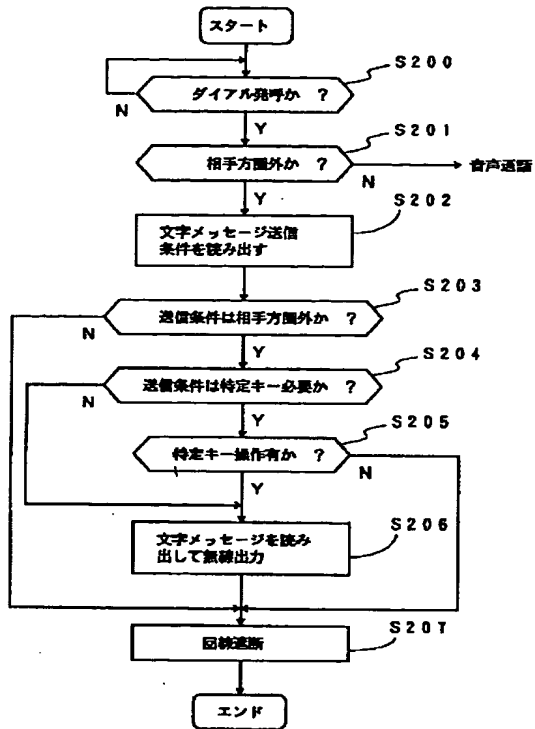 スタート
S200
ダイアル発呼か ?
N
Y
S201
相手方圏外か ?
N
音声通話
Y
S202
文字メッセージ送信
条件を読み出す
S203
送信条件は相手方圏外か ?
N
Y
S204
送信条件は特定キー必要か ?
N
Y
S205
特定キー操作有か ?
N
Y
S206
文字メッセージを読み
出して無線出力
S207
回線遮断
エンド